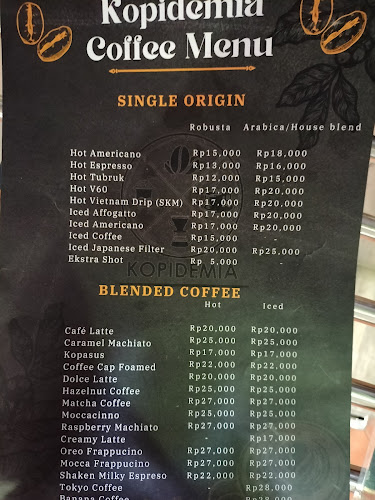 Kopidemia
Coffee Menu
SINGLE ORIGIN
Robusta Arabica/House blend
Hot Americano Rp15,000 Rp18,000
Hot Espresso Rp13,000 Rp16,000
Hot Tubruk Rp12,000 Rp15,000
Hot V60 Rp17,000 Rp20,000
Hot Vietnam Drip (SKM) Rp17,000 Rp20,000
Iced Affogatto Rp17,000 Rp20,000
Iced Americano Rp17,000 Rp20,000
Iced Coffee Rp15,000 -
Iced Japanese Filter Rp20,000 Rp25,000
Ekstra Shot Rp 5,000 -
KOPIDEMIA
BLENDED COFFEE
Hot Iced
Café Latte Rp20,000 Rp20,000
Caramel Machiato Rp25,000 Rp25,000
Kopasus Rp17,000 Rp17,000
Coffee Cap Foamed Rp22,000 Rp22,000
Dolce Latte Rp20,000 Rp20,000
Hazelnut Coffee Rp25,000 Rp25,000
Matcha Coffee Rp27,000 Rp27,000
Moccacinno Rp25,000 Rp25,000
Raspberry Machiato Rp27,000 Rp27,000
Creamy Latte - Rp17,000
Oreo Frappucino Rp27,000 Rp27,000
Mocca Frappucino Rp27,000 Rp27,000
Shaken Milky Espreso Rp22,000 Rp22,000
Tokyo Coffee - Rp28,000
Banana Coffee Rp28,000